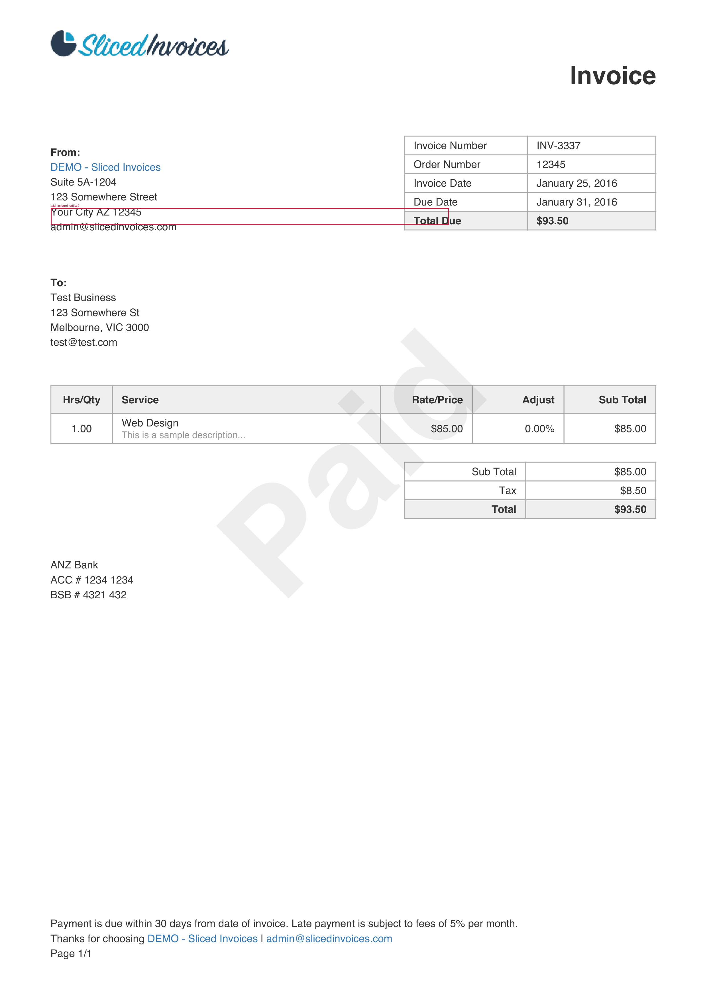 SlicedInvoices
Invoice
From:
DEMO - Sliced Invoices
Suite 5A-1204
123 Somewhere Street
total_amount (critical)
Your City AZ 12345
admin@slicedinvoices.com
Invoice Number INV-3337
Order Number 12345
Invoice Date January 25, 2016
Due Date January 31, 2016
Total Due $93.50
To:
Test Business
123 Somewhere St
Melbourne, VIC 3000
test@test.com
Paid
Hrs/Qty Service Rate/Price Adjust Sub Total
1.00 Web Design $85.00 0.00% $85.00
This is a sample description...
Sub Total $85.00
Tax $8.50
Total $93.50
ANZ Bank
ACC # 1234 1234
BSB # 4321 432
Payment is due within 30 days from date of invoice. Late payment is subject to fees of 5% per month.
Thanks for choosing DEMO - Sliced Invoices | admin@slicedinvoices.com
Page 1/1